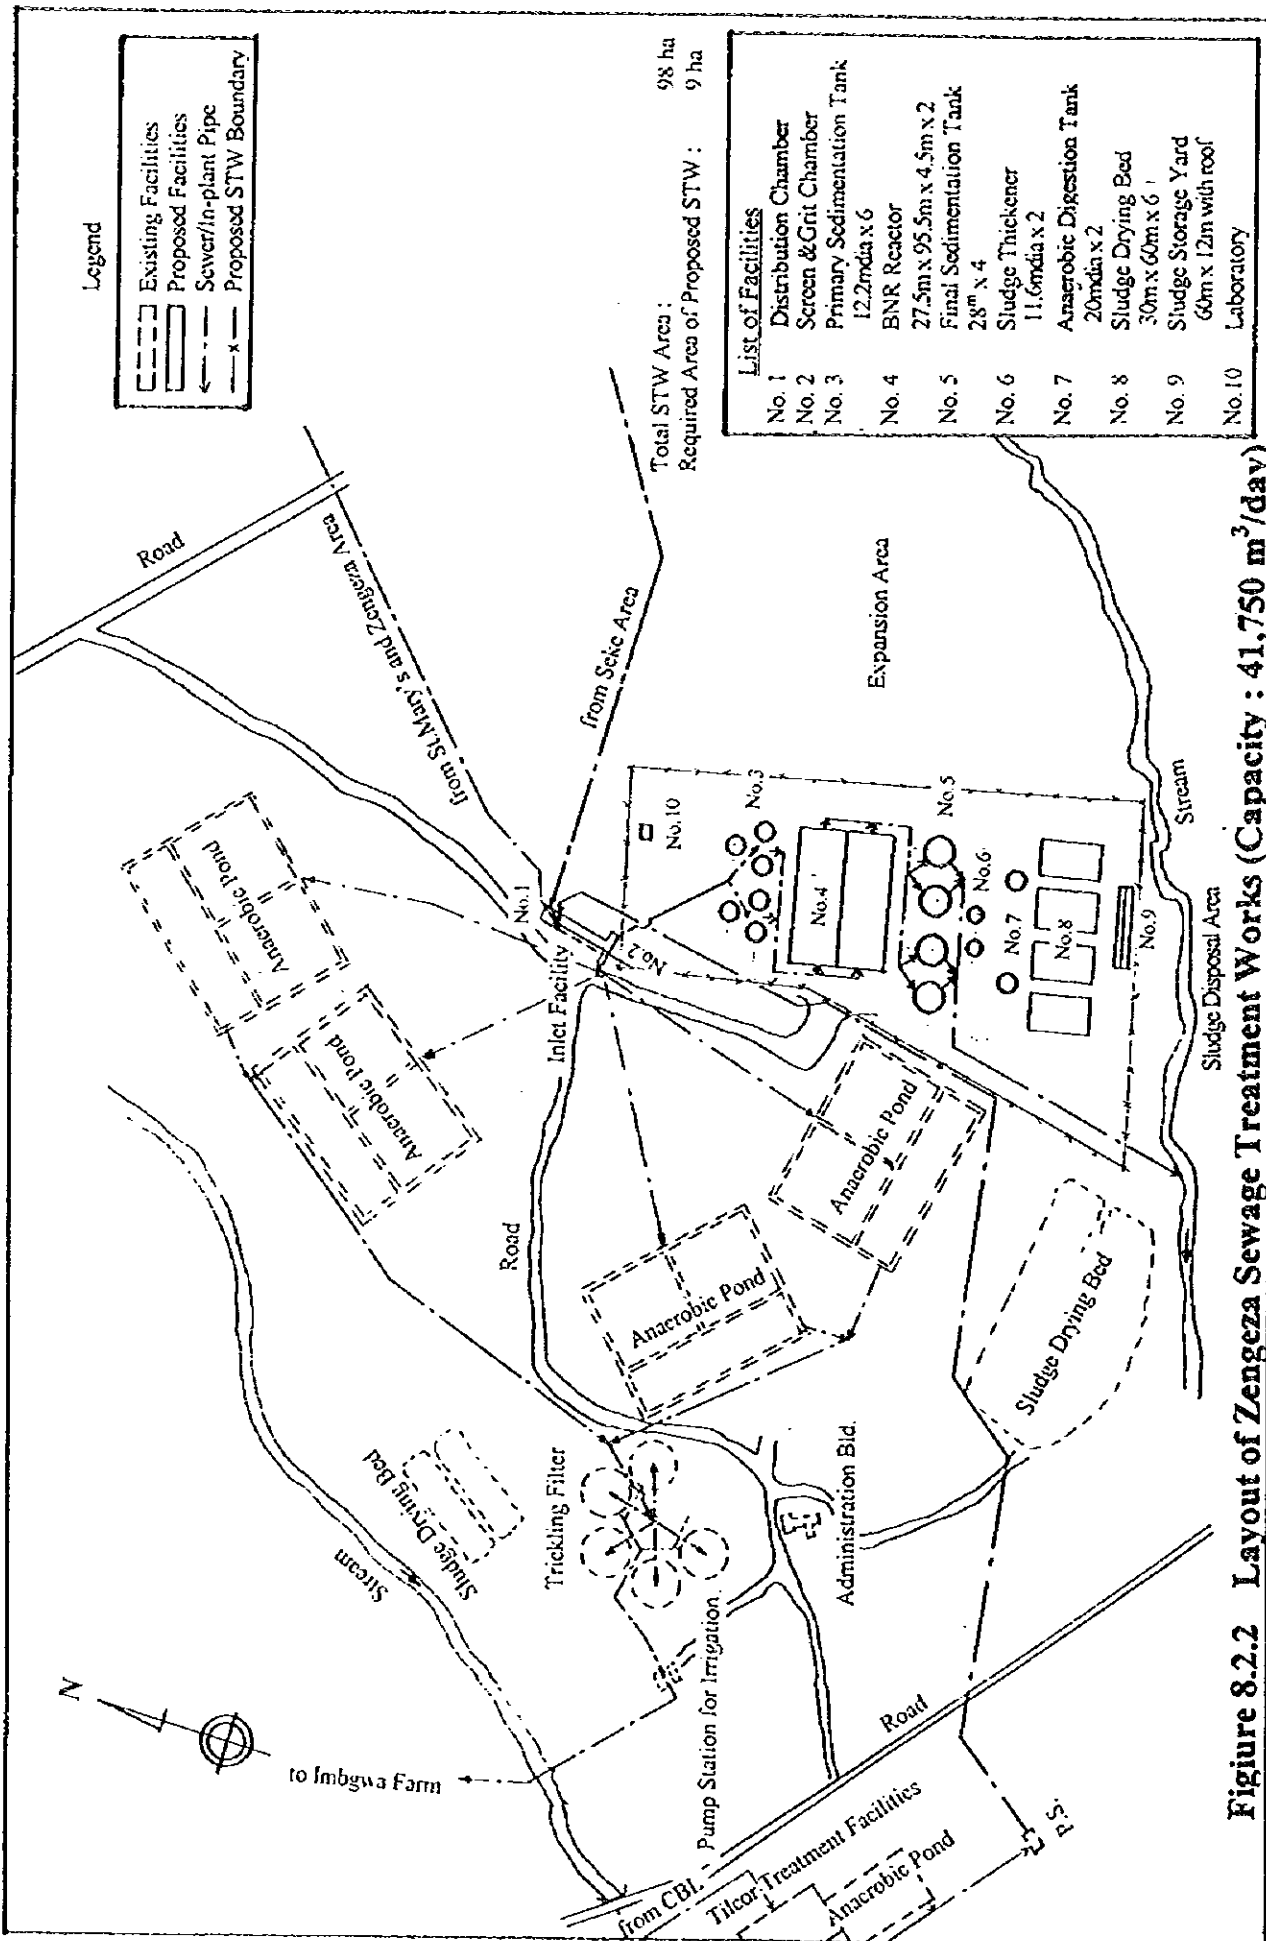 Legend
Existing Facilities
Proposed Facilities
Sewer/In-plant Pipe
Proposed STW Boundary
Total STW Area : 98 ha
Required Area of Proposed STW : 9 ha
List of Facilities
No. 1 Distribution Chamber
No. 2 Screen & Grit Chamber
No. 3 Primary Sedimentation Tank
12.2mdia x 6
No. 4 BNR Reactor
27.5m x 95.5m x 4.5m x 2
No. 5 Final Sedimentation Tank
28m x 4
No. 6 Sludge Thickener
11.6mdia x 2
No. 7 Anaerobic Digestion Tank
20mdia x 2
No. 8 Sludge Drying Bed
30m x 60m x 6
No. 9 Sludge Storage Yard
60m x 12m with roof
No.10 Laboratory
Road
from St.Mary's and Zengeza Area
from Seke Area
Expansion Area
Anaerobic Pond
Anaerobic Pond
No.1
Inlet Facility
No.2
No.10
No.3
No.4
No.5
No.6
No.7
No.8
No.9
Stream
Sludge Disposal Area
Road
Anaerobic Pond
Anaerobic Pond
Sludge Drying Bed
N
Stream
Sludge Drying Bed
Trickling Filter
Administration Bld.
Pump Station for Irrigation
to Imbgwa Farm
Road
from CBI.
Tilcor Treatment Facilities
Anaerobic Pond
P.S.
Figiure 8.2.2 Layout of Zengeza Sewage Treatment Works (Capacity : 41,750 m³/day)